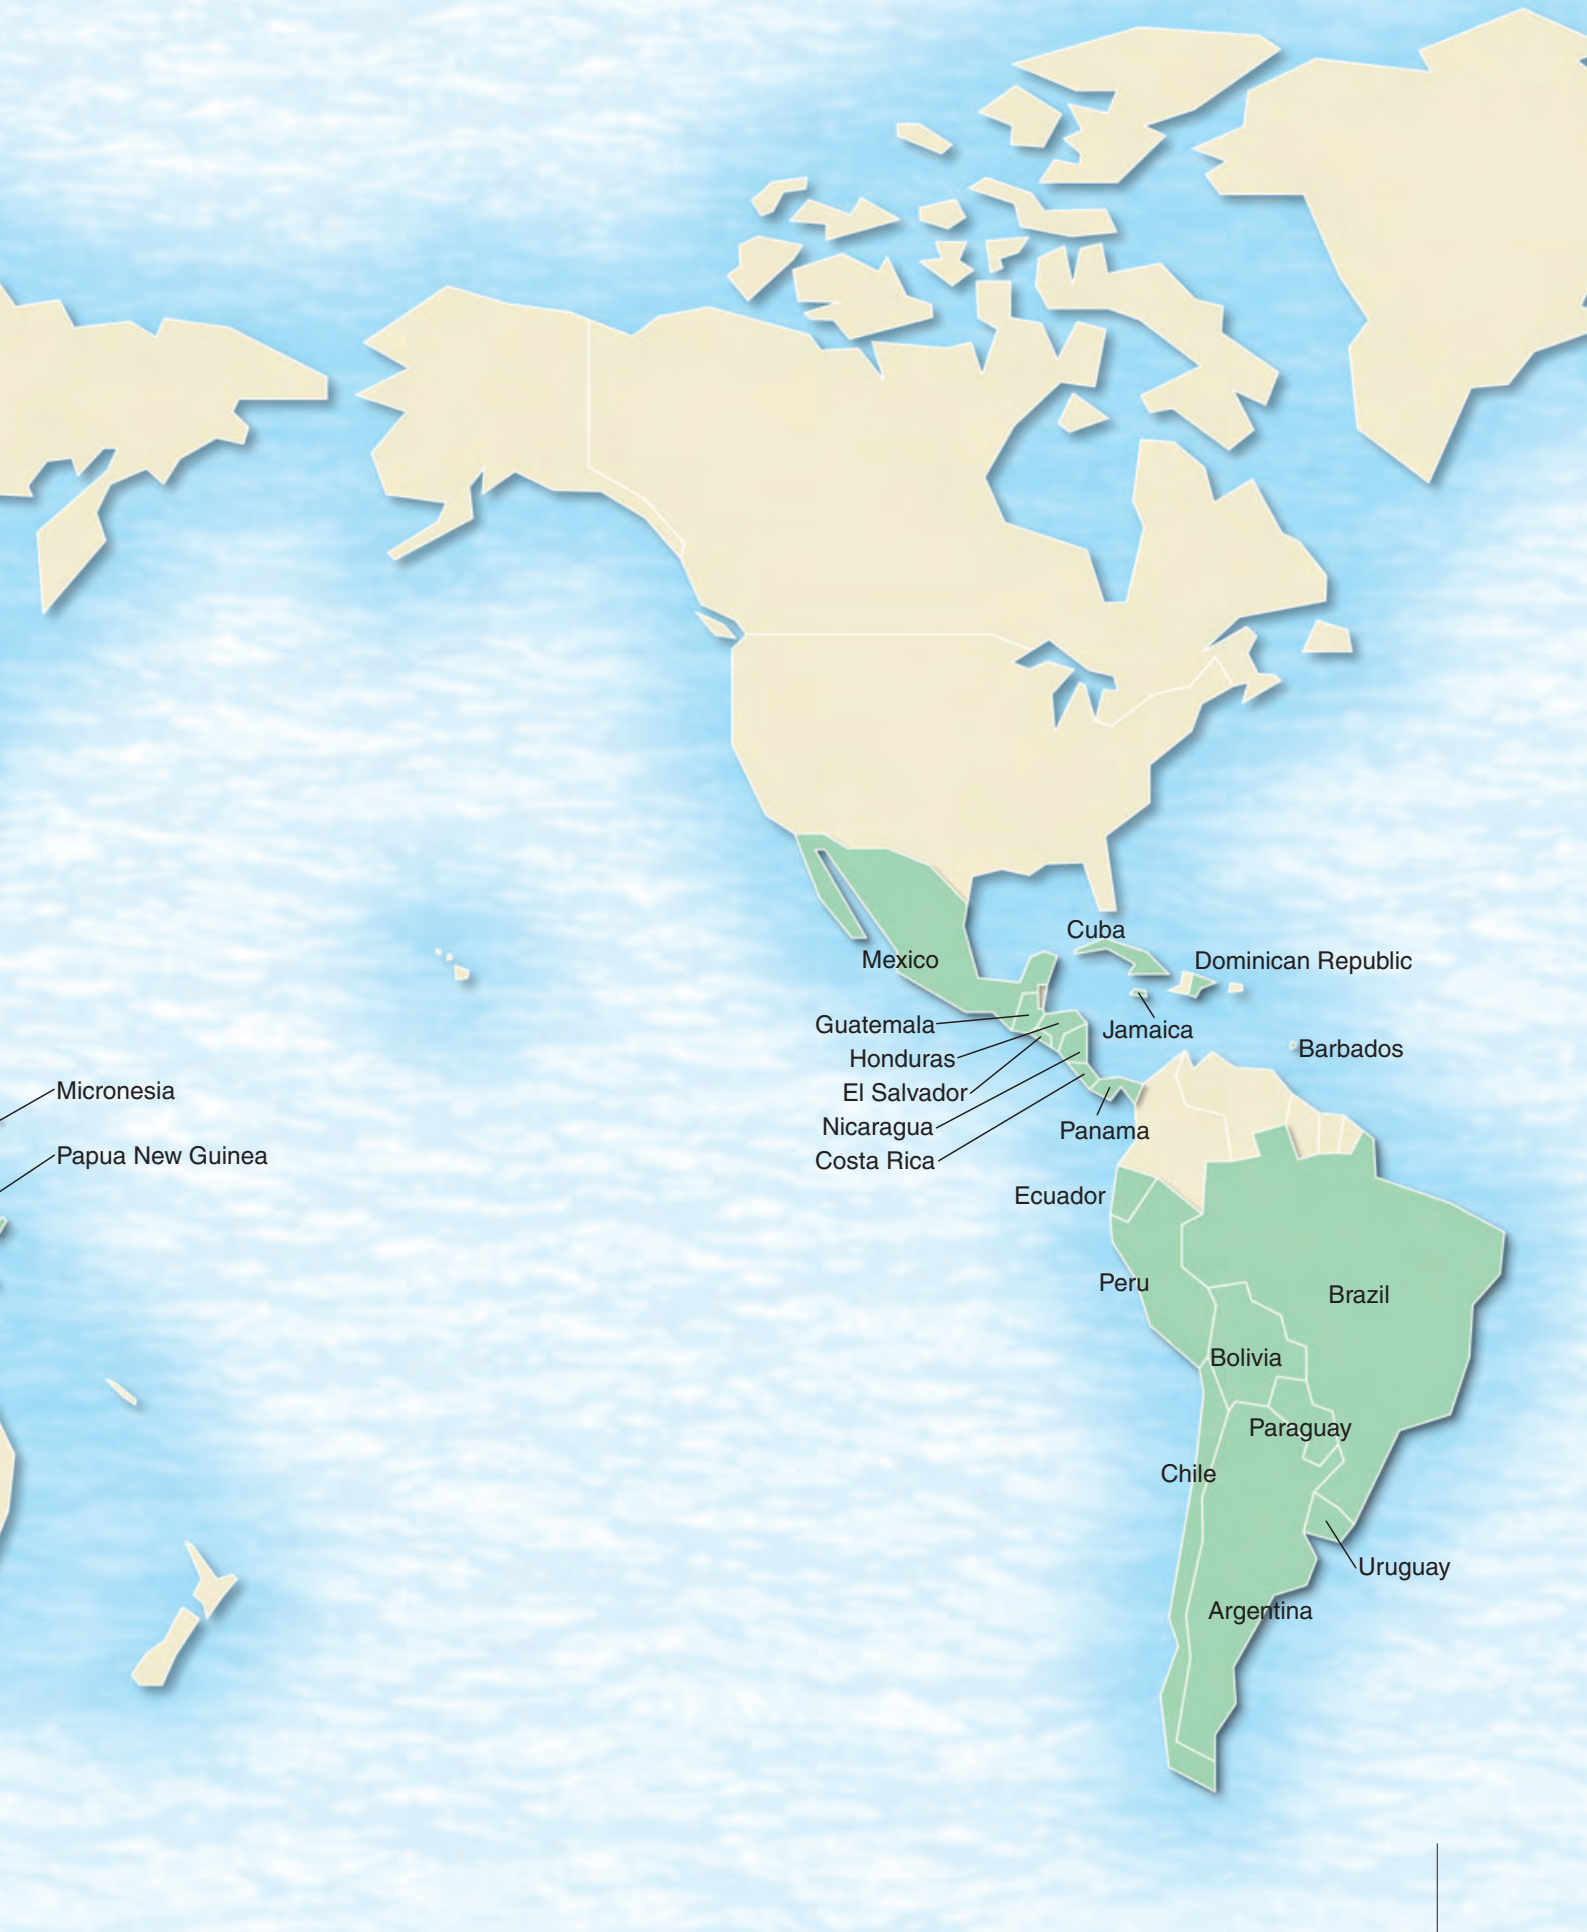 Cuba
Mexico
Dominican Republic
Guatemala
Jamaica
Honduras
Barbados
El Salvador
Micronesia
Nicaragua
Panama
Papua New Guinea
Costa Rica
Ecuador
Peru
Brazil
Bolivia
Paraguay
Chile
Uruguay
Argentina